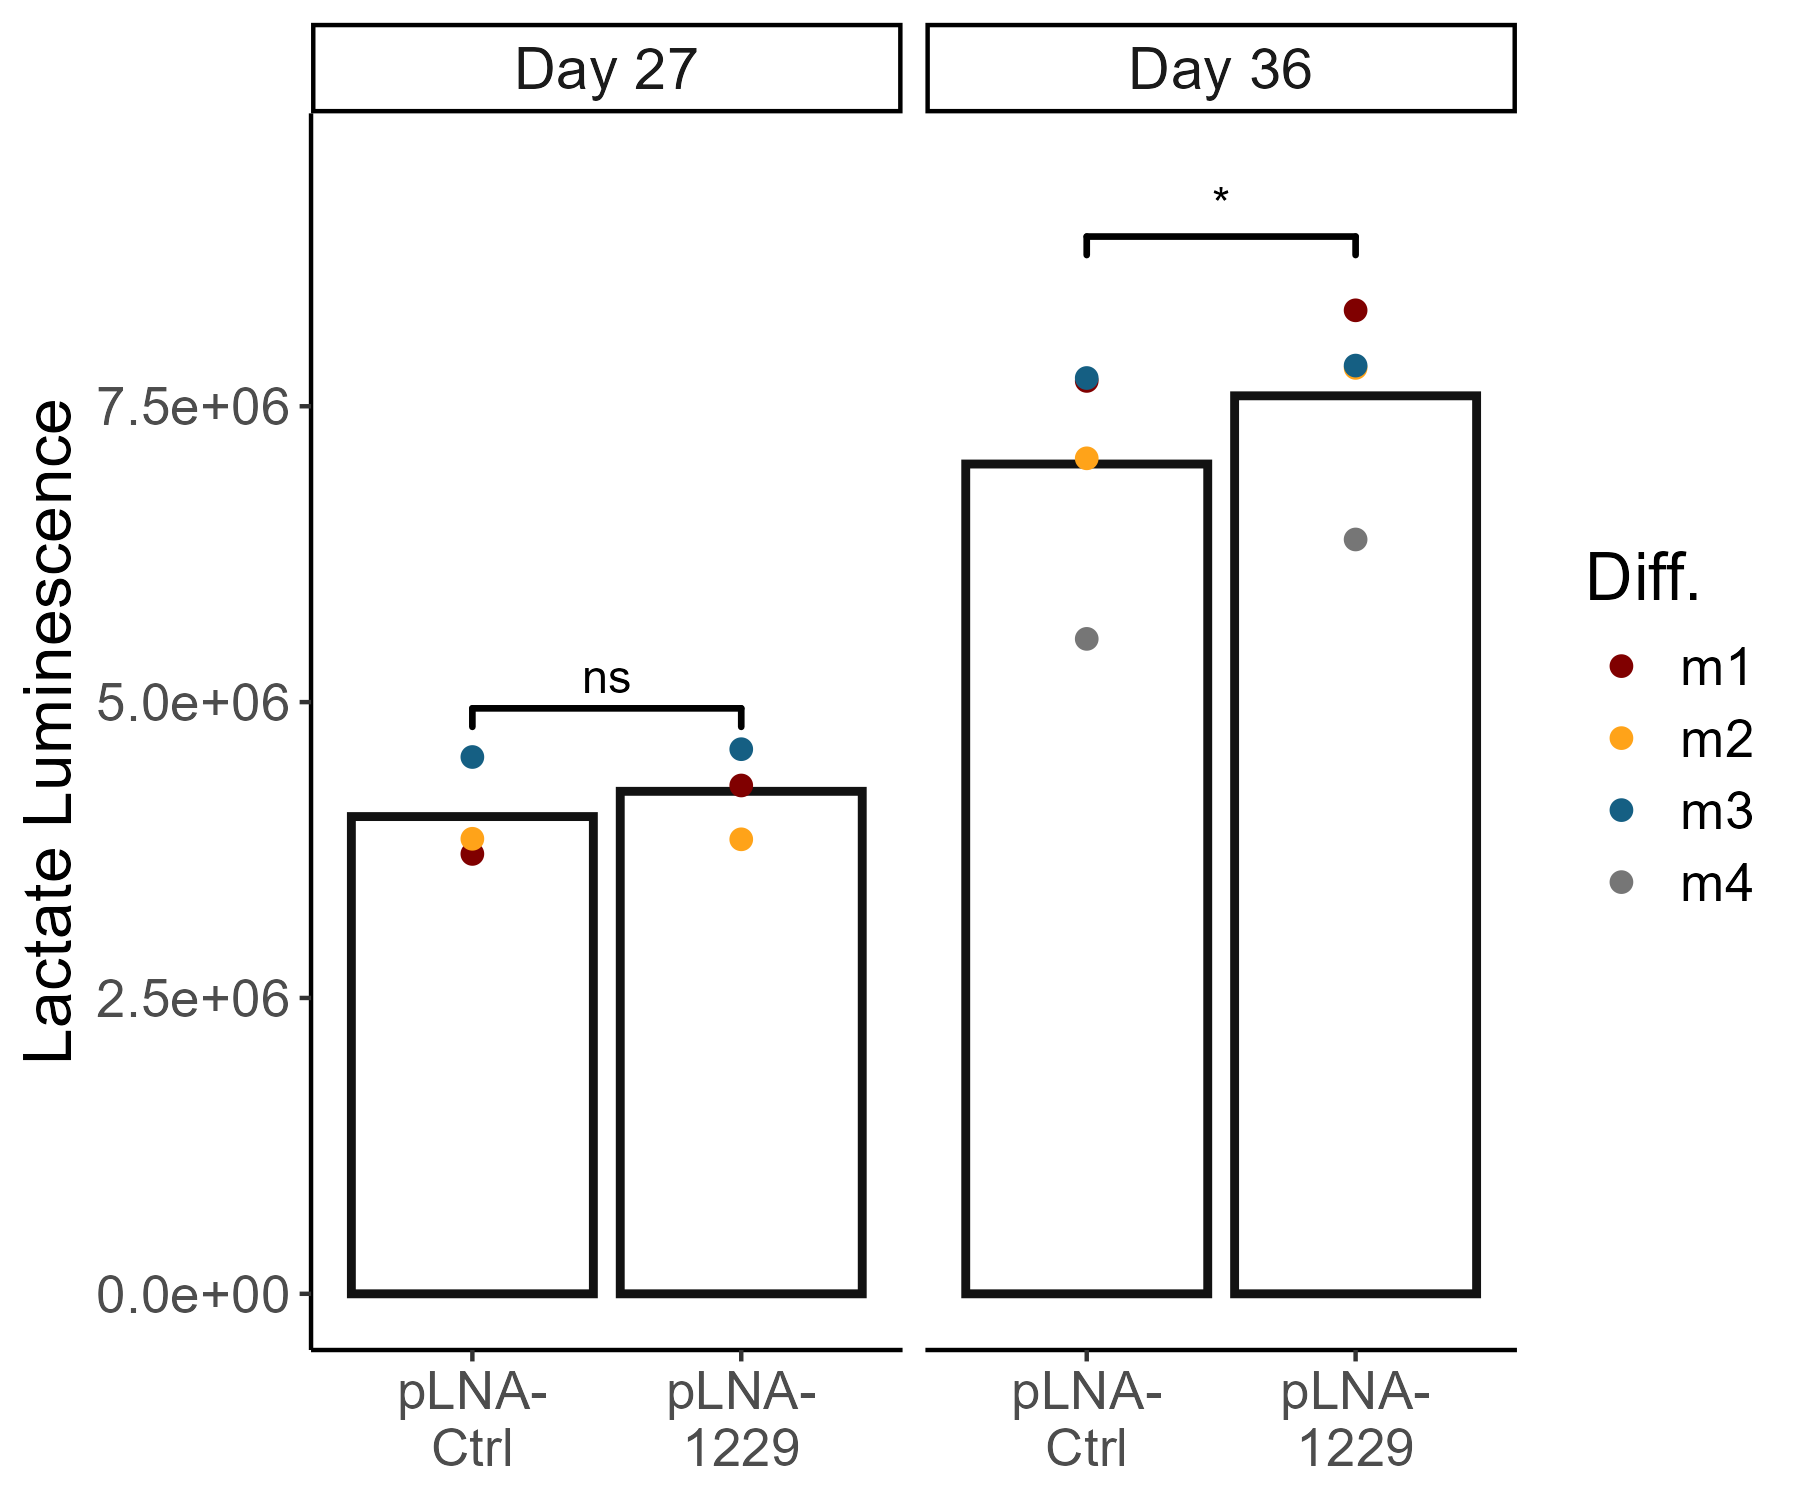 Day 27
Day 36
*
ns
Lactate Luminescence
7.5e+06
5.0e+06
2.5e+06
0.0e+00
pLNA-
Ctrl
pLNA-
1229
pLNA-
Ctrl
pLNA-
1229
Diff.
m1
m2
m3
m4